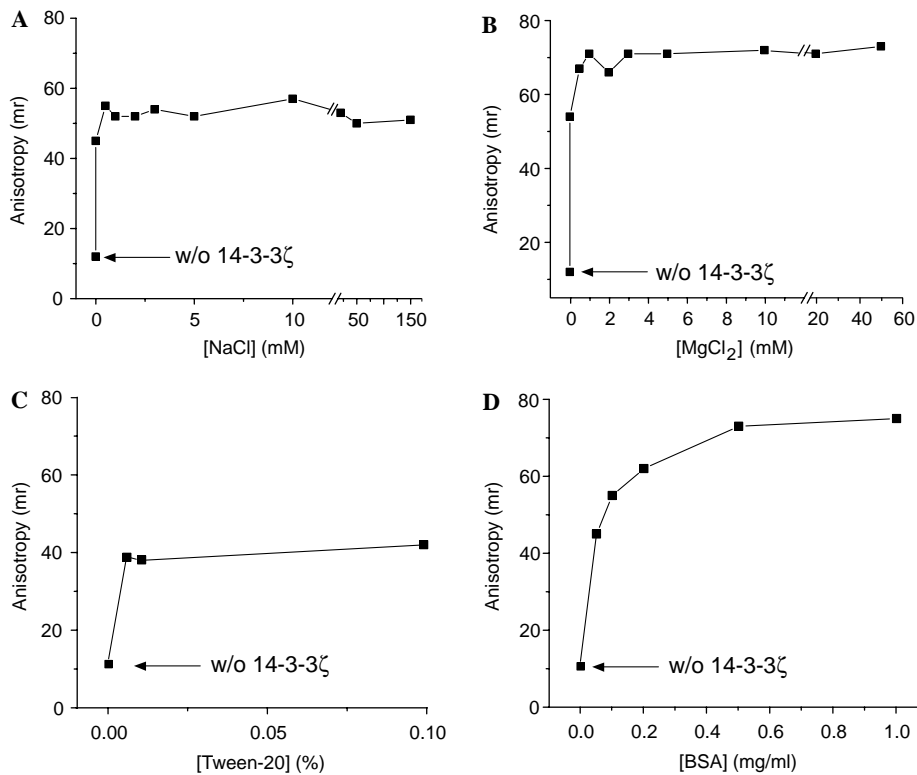 A
80
60
40
20
0
Anisotropy (mr)
w/o 14-3-3ζ
0 5 10 50 150
[NaCl] (mM)
B
80
60
40
20
Anisotropy (mr)
w/o 14-3-3ζ
0 2 4 6 8 10 20 40 60
[MgCl2] (mM)
C
80
60
40
20
0
Anisotropy (mr)
w/o 14-3-3ζ
0.00 0.05 0.10
[Tween-20] (%)
D
80
60
40
20
0
Anisotropy (mr)
w/o 14-3-3ζ
0.0 0.2 0.4 0.6 0.8 1.0
[BSA] (mg/ml)